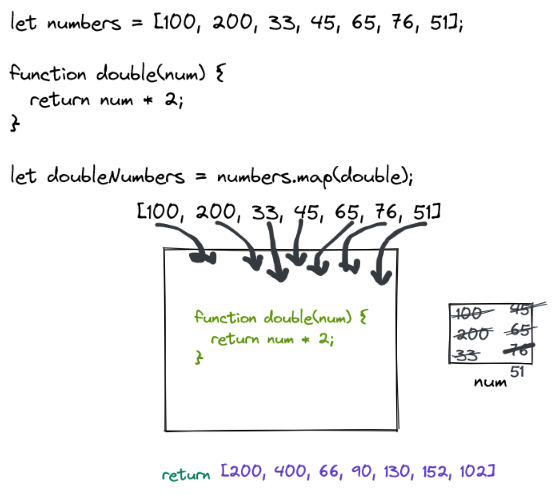 let numbers = [100, 200, 33, 45, 65, 76, 51];
function double(num) {
return num * 2;
}
let doubleNumbers = numbers.map(double);
[100, 200, 33, 45, 65, 76, 51]
function double(num) {
return num * 2;
}
100 45
200 65
33 76
51
num
return [200, 400, 66, 90, 130, 152, 102]